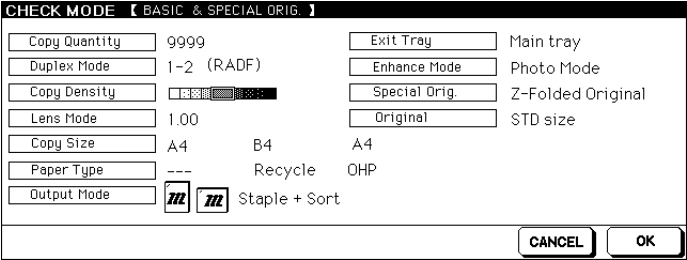 CHECK MODE 【 BASIC & SPECIAL ORIG. 】
Copy Quantity 9999 Exit Tray Main tray
Duplex Mode 1-2 (RADF) Enhance Mode Photo Mode
Copy Density Special Orig. Z-Folded Original
Lens Mode 1.00 Original STD size
Copy Size A4 B4 A4
Paper Type --- Recycle OHP
Output Mode m m Staple + Sort
CANCEL OK